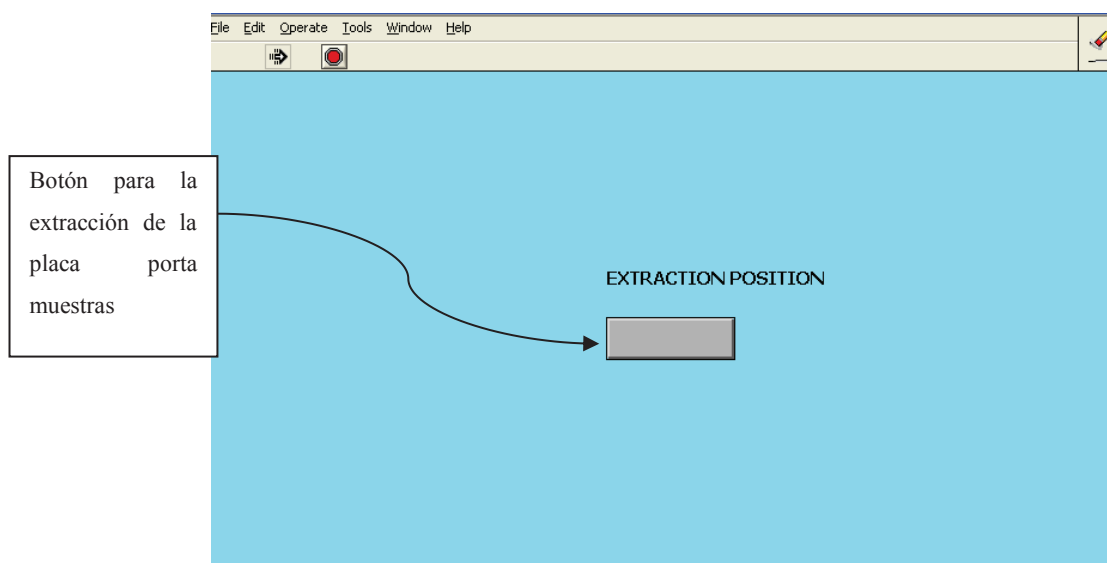 File Edit Operate Tools Window Help
Botón para la
extracción de la
placa porta
muestras
EXTRACTION POSITION